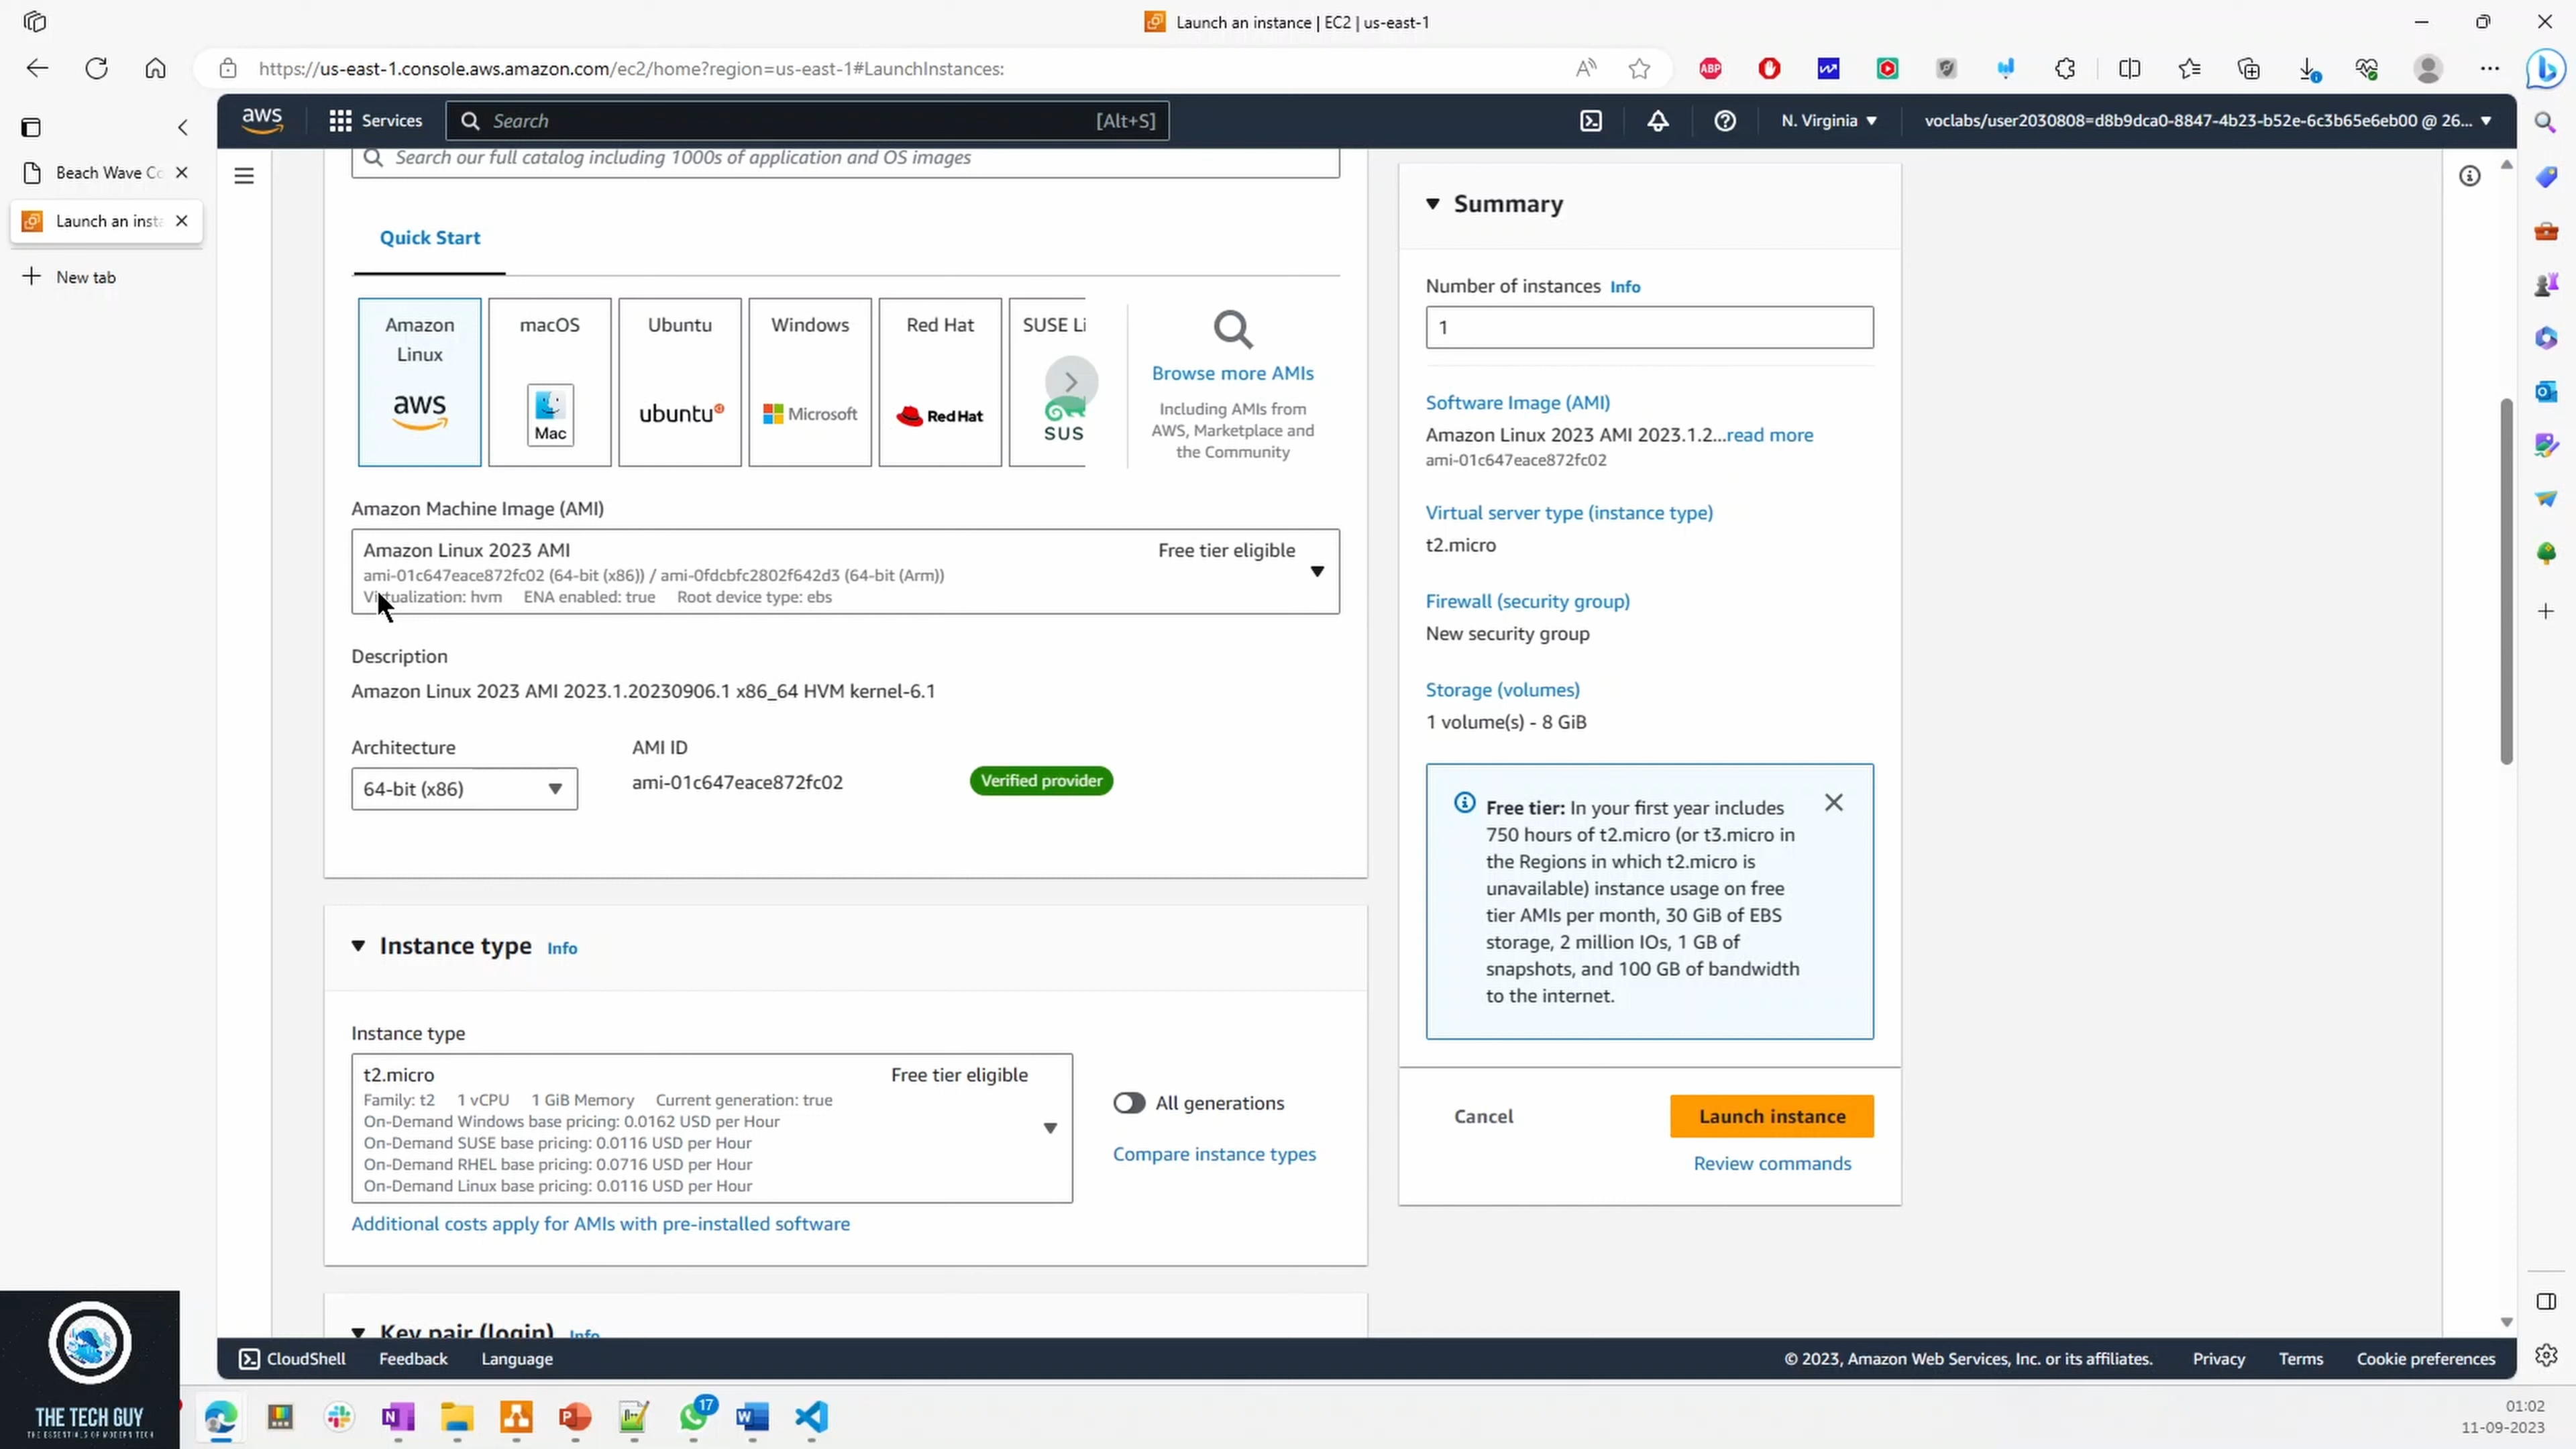 Launch an instance | EC2 | us-east-1
https://us-east-1.console.aws.amazon.com/ec2/home?region=us-east-1#LaunchInstances:
ABP
aws
Services
Search
[Alt+S]
N. Virginia
voclabs/user2030808=d8b9dca0-8847-4b23-b52e-6c3b65e6eb00 @ 26...
Beach Wave Co
Launch an insta
New tab
Search our full catalog including 1000s of application and OS images
Quick Start
Amazon
Linux
aws
macOS
Mac
Ubuntu
ubuntu
Windows
Microsoft
Red Hat
Red Hat
SUSE Li
SUS
Browse more AMIs
Including AMIs from
AWS, Marketplace and
the Community
Amazon Machine Image (AMI)
Amazon Linux 2023 AMI
Free tier eligible
ami-01c647eace872fc02 (64-bit (x86)) / ami-0fdcbfc2802f642d3 (64-bit (Arm))
Virtualization: hvm ENA enabled: true Root device type: ebs
Description
Amazon Linux 2023 AMI 2023.1.20230906.1 x86_64 HVM kernel-6.1
Architecture
AMI ID
64-bit (x86)
ami-01c647eace872fc02
Verified provider
Instance type Info
Instance type
t2.micro
Free tier eligible
Family: t2 1 vCPU 1 GiB Memory Current generation: true
On-Demand Windows base pricing: 0.0162 USD per Hour
On-Demand SUSE base pricing: 0.0116 USD per Hour
On-Demand RHEL base pricing: 0.0716 USD per Hour
On-Demand Linux base pricing: 0.0116 USD per Hour
All generations
Compare instance types
Additional costs apply for AMIs with pre-installed software
Key pair (login) Info
Summary
Number of instances Info
1
Software Image (AMI)
Amazon Linux 2023 AMI 2023.1.2...read more
ami-01c647eace872fc02
Virtual server type (instance type)
t2.micro
Firewall (security group)
New security group
Storage (volumes)
1 volume(s) - 8 GiB
Free tier: In your first year includes
750 hours of t2.micro (or t3.micro in
the Regions in which t2.micro is
unavailable) instance usage on free
tier AMIs per month, 30 GiB of EBS
storage, 2 million IOs, 1 GB of
snapshots, and 100 GB of bandwidth
to the internet.
Cancel
Launch instance
Review commands
CloudShell
Feedback
Language
© 2023, Amazon Web Services, Inc. or its affiliates.
Privacy
Terms
Cookie preferences
THE TECH GUY
THE ESSENTIALS OF MODERN TECH
17
01:02
11-09-2023